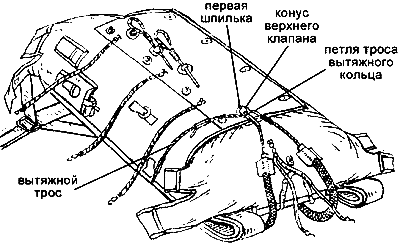 первая
шпилька
конус
верхнего
клапана
петля троса
вытяжного
кольца
вытяжной
трос